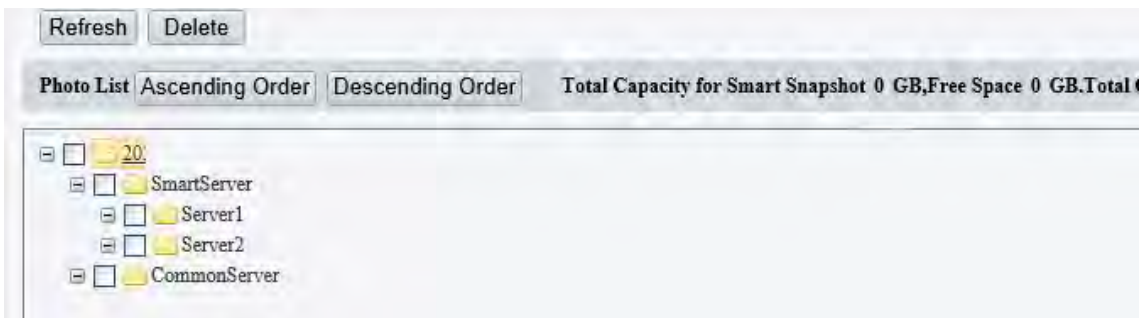 Refresh Delete
Photo List Ascending Order Descending Order Total Capacity for Smart Snapshot 0 GB,Free Space 0 GB.Total
SmartServer
Server1
Server2
CommonServer